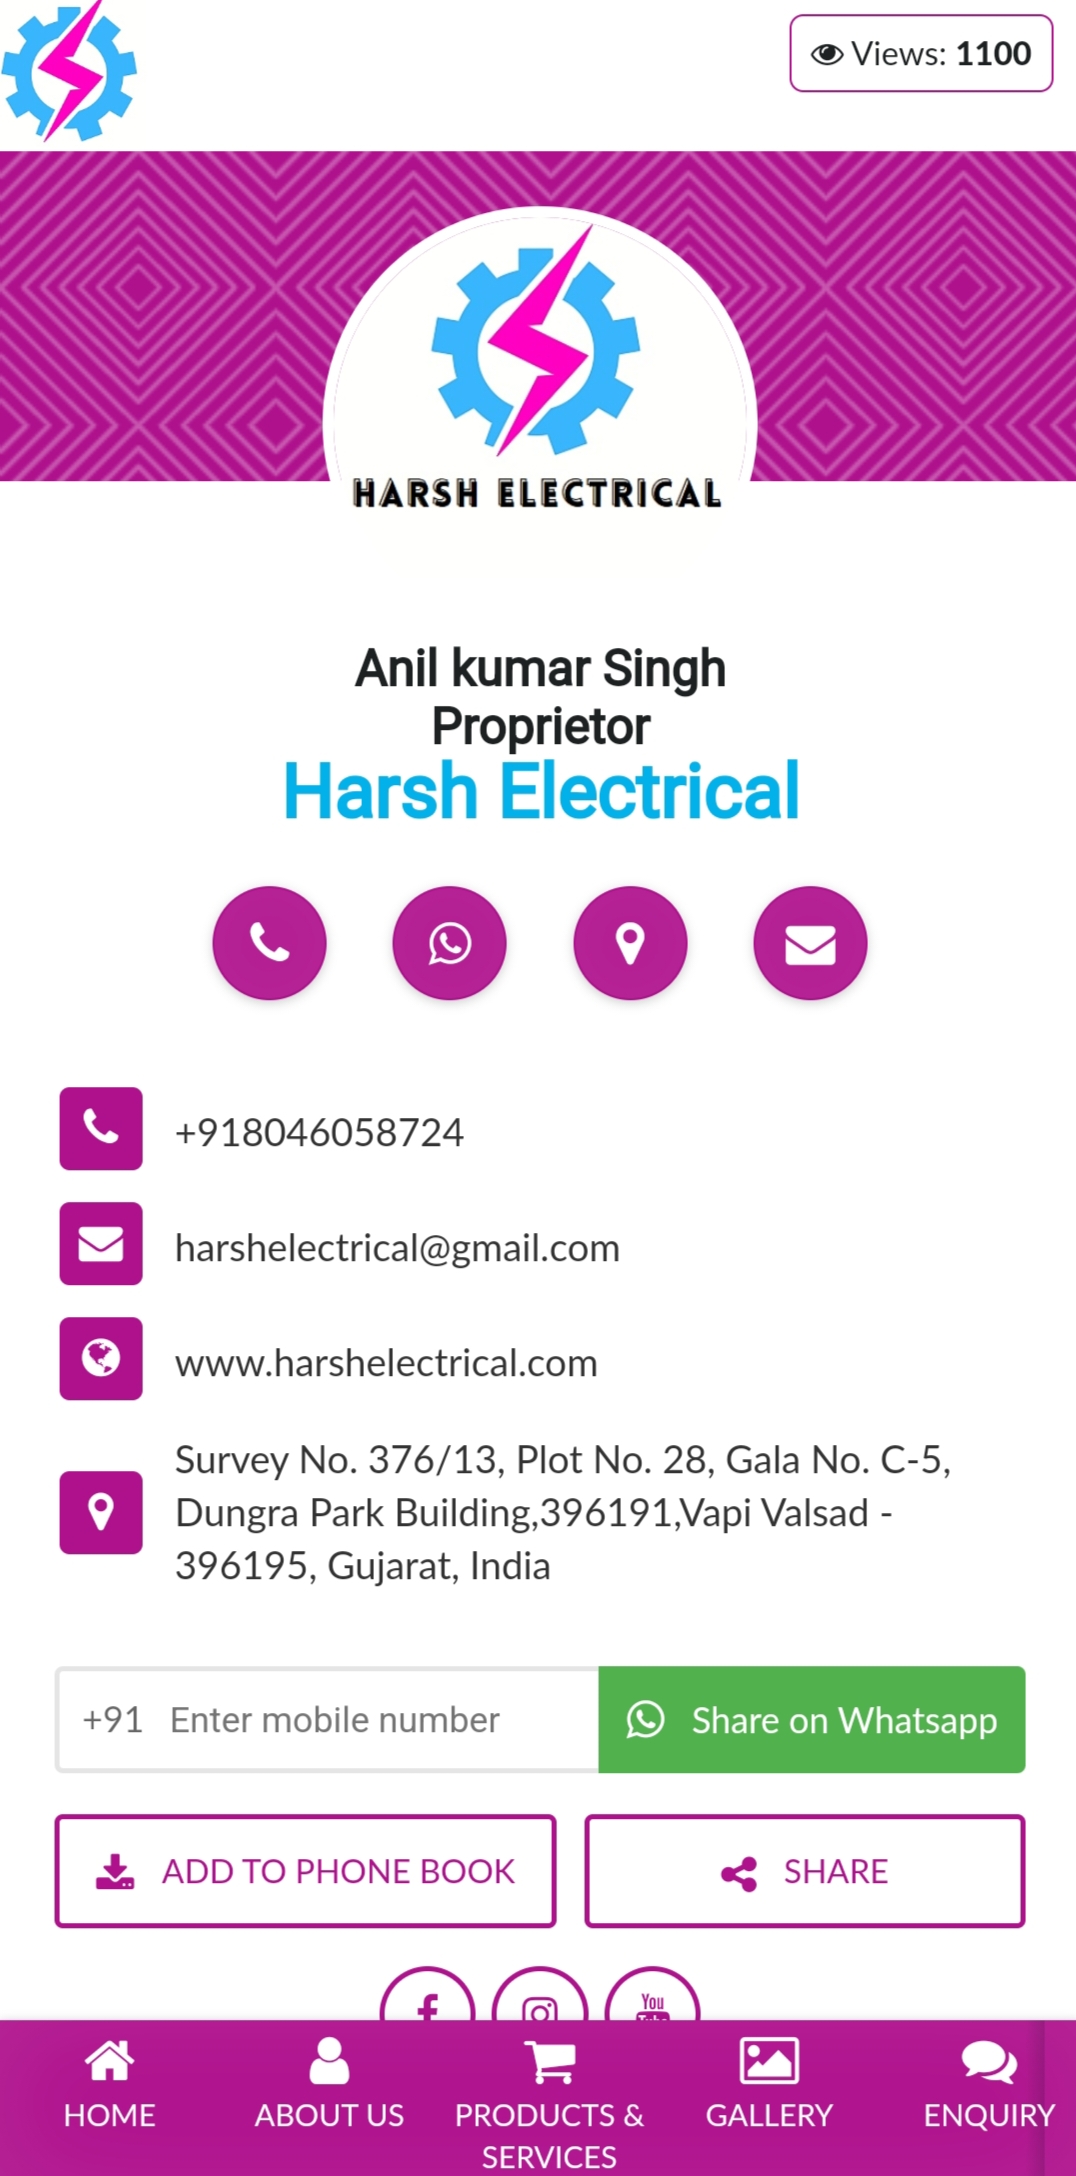 Views: 1100
HARSH ELECTRICAL
Anil kumar Singh
Proprietor
Harsh Electrical
+918046058724
harshelectrical@gmail.com
www.harshelectrical.com
Survey No. 376/13, Plot No. 28, Gala No. C-5,
Dungra Park Building,396191,Vapi Valsad -
396195, Gujarat, India
+91 Enter mobile number
Share on Whatsapp
ADD TO PHONE BOOK
SHARE
You
Tube
HOME
ABOUT US
PRODUCTS &
SERVICES
GALLERY
ENQUIRY